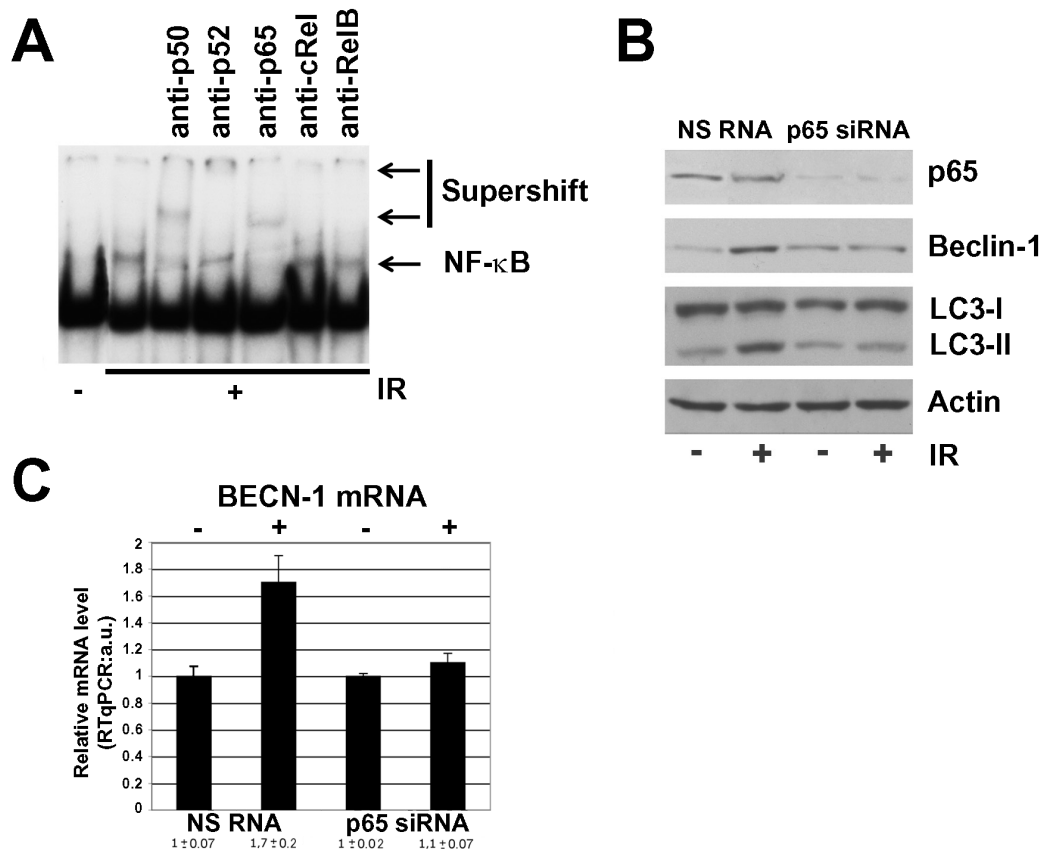 A
anti-p50
anti-p52
anti-p65
anti-cRel
anti-RelB
Supershift
NF-κB
- + IR
B
NS RNA p65 siRNA
p65
Beclin-1
LC3-I
LC3-II
Actin
- + - + IR
C
BECN-1 mRNA
- + - +
Relative mRNA level
(RTqPCR:a.u.)
2
1.8
1.6
1.4
1.2
1
0.8
0.6
0.4
0.2
0
NS RNA p65 siRNA
1±0.07 1,7±0.2 1±0.02 1,1±0.07